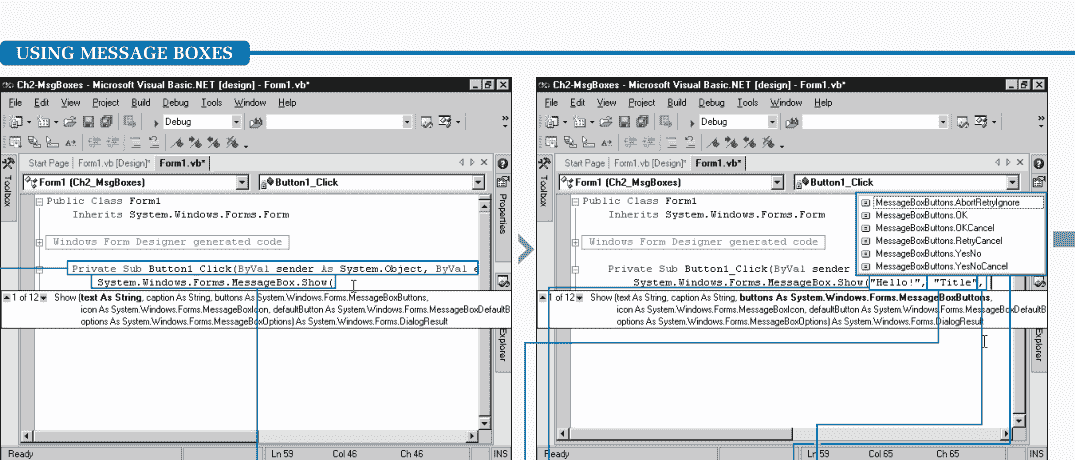 USING MESSAGE BOXES
Ch2-MsgBoxes - Microsoft Visual Basic.NET [design] - Form1.vb*
File Edit View Project Build Debug Tools Window Help
Debug
Start Page Form1.vb [Design]* Form1.vb*
Toolbox
Form1 (Ch2_MsgBoxes) Button1_Click
Public Class Form1
Inherits System.Windows.Forms.Form
Windows Form Designer generated code
Private Sub Button1_Click(ByVal sender As System.Object, ByVal e
System.Windows.Forms.MessageBox.Show(
1 of 12 Show (text As String, caption As String, buttons As System.Windows.Forms.MessageBoxButtons,
icon As System.Windows.Forms.MessageBoxIcon, defaultButton As System.Windows.Forms.MessageBoxDefaultB
options As System.Windows.Forms.MessageBoxOptions) As System.Windows.Forms.DialogResult
Properties
Explorer
Ready Ln 59 Col 46 Ch 46 INS
Ch2-MsgBoxes - Microsoft Visual Basic.NET [design] - Form1.vb*
File Edit View Project Build Debug Tools Window Help
Debug
Start Page Form1.vb [Design]* Form1.vb*
Toolbox
Form1 (Ch2_MsgBoxes) Button1_Click
Public Class Form1
Inherits System.Windows.Forms.Form
Windows Form Designer generated code
MessageBoxButtons.AbortRetryIgnore
MessageBoxButtons.OK
MessageBoxButtons.OKCancel
MessageBoxButtons.RetryCancel
MessageBoxButtons.YesNo
MessageBoxButtons.YesNoCancel
Private Sub Button1_Click(ByVal sender
System.Windows.Forms.MessageBox.Show("Hello!", "Title",
1 of 12 Show (text As String, caption As String, buttons As System.Windows.Forms.MessageBoxButtons,
icon As System.Windows.Forms.MessageBoxIcon, defaultButton As System.Windows.Forms.MessageBoxDefaultB
options As System.Windows.Forms.MessageBoxOptions) As System.Windows.Forms.DialogResult
Explorer
Ready Ln 59 Col 65 Ch 65 INS